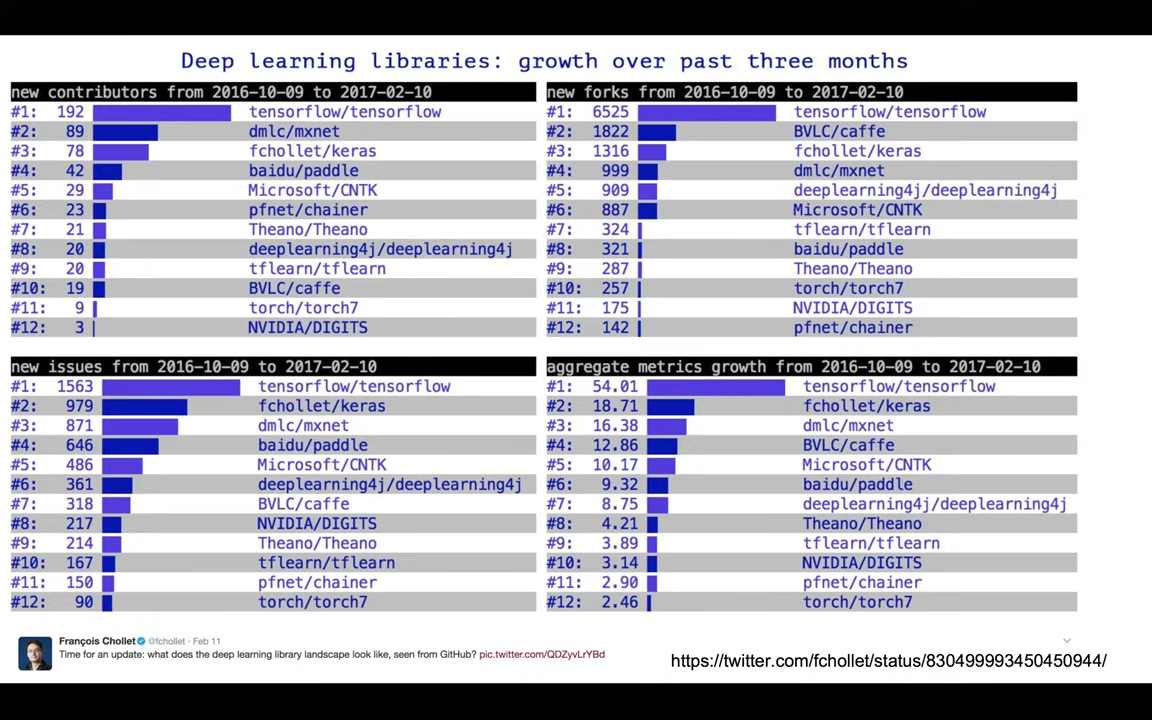 Deep learning libraries: growth over past three months
new contributors from 2016-10-09 to 2017-02-10
#1: 192 tensorflow/tensorflow
#2: 89 dmlc/mxnet
#3: 78 fchollet/keras
#4: 42 baidu/paddle
#5: 29 Microsoft/CNTK
#6: 23 pfnet/chainer
#7: 21 Theano/Theano
#8: 20 deeplearning4j/deeplearning4j
#9: 20 tflearn/tflearn
#10: 19 BVLC/caffe
#11: 9 torch/torch7
#12: 3 NVIDIA/DIGITS
new forks from 2016-10-09 to 2017-02-10
#1: 6525 tensorflow/tensorflow
#2: 1822 BVLC/caffe
#3: 1316 fchollet/keras
#4: 999 dmlc/mxnet
#5: 909 deeplearning4j/deeplearning4j
#6: 887 Microsoft/CNTK
#7: 324 tflearn/tflearn
#8: 321 baidu/paddle
#9: 287 Theano/Theano
#10: 257 torch/torch7
#11: 175 NVIDIA/DIGITS
#12: 142 pfnet/chainer
new issues from 2016-10-09 to 2017-02-10
#1: 1563 tensorflow/tensorflow
#2: 979 fchollet/keras
#3: 871 dmlc/mxnet
#4: 646 baidu/paddle
#5: 486 Microsoft/CNTK
#6: 361 deeplearning4j/deeplearning4j
#7: 318 BVLC/caffe
#8: 217 NVIDIA/DIGITS
#9: 214 Theano/Theano
#10: 167 tflearn/tflearn
#11: 150 pfnet/chainer
#12: 90 torch/torch7
aggregate metrics growth from 2016-10-09 to 2017-02-10
#1: 54.01 tensorflow/tensorflow
#2: 18.71 fchollet/keras
#3: 16.38 dmlc/mxnet
#4: 12.86 BVLC/caffe
#5: 10.17 Microsoft/CNTK
#6: 9.32 baidu/paddle
#7: 8.75 deeplearning4j/deeplearning4j
#8: 4.21 Theano/Theano
#9: 3.89 tflearn/tflearn
#10: 3.14 NVIDIA/DIGITS
#11: 2.90 pfnet/chainer
#12: 2.46 torch/torch7
François Chollet @fchollet · Feb 11
Time for an update: what does the deep learning library landscape look like, seen from GitHub? pic.twitter.com/QDZyvLrYBd
https://twitter.com/fchollet/status/830499993450450944/